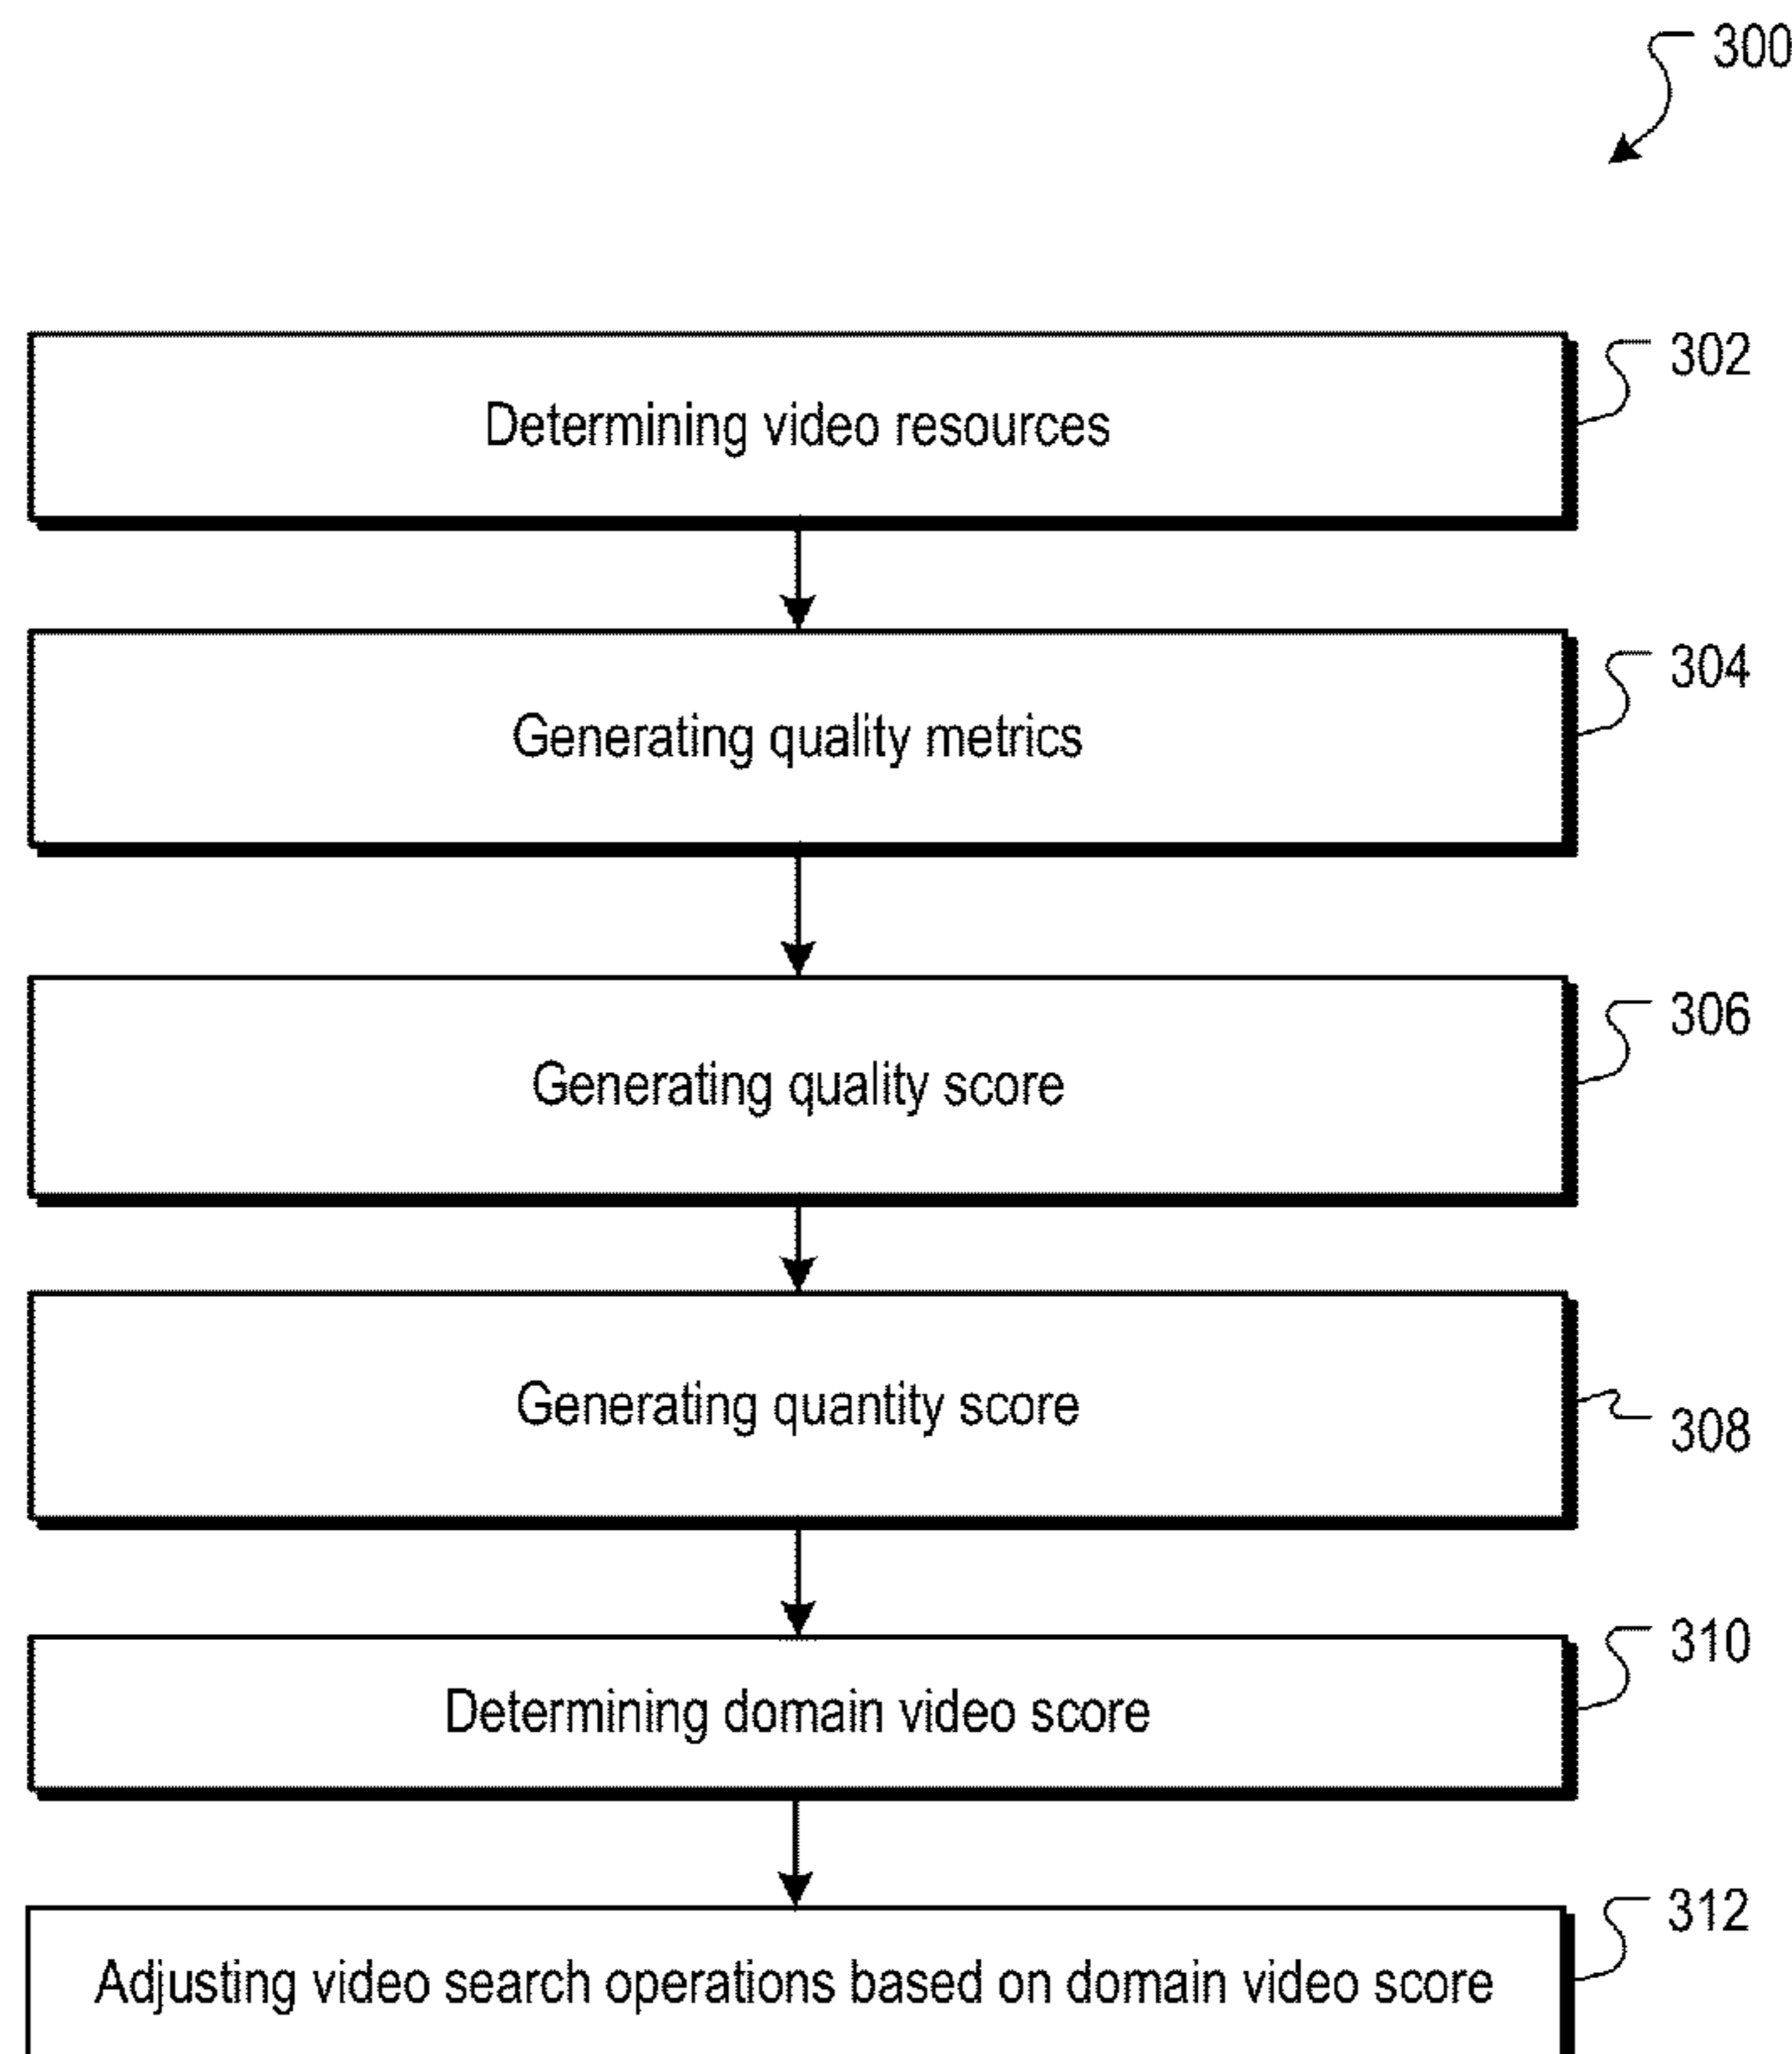 300
Determining video resources
302
Generating quality metrics
304
Generating quality score
306
Generating quantity score
308
Determining domain video score
310
Adjusting video search operations based on domain video score
312